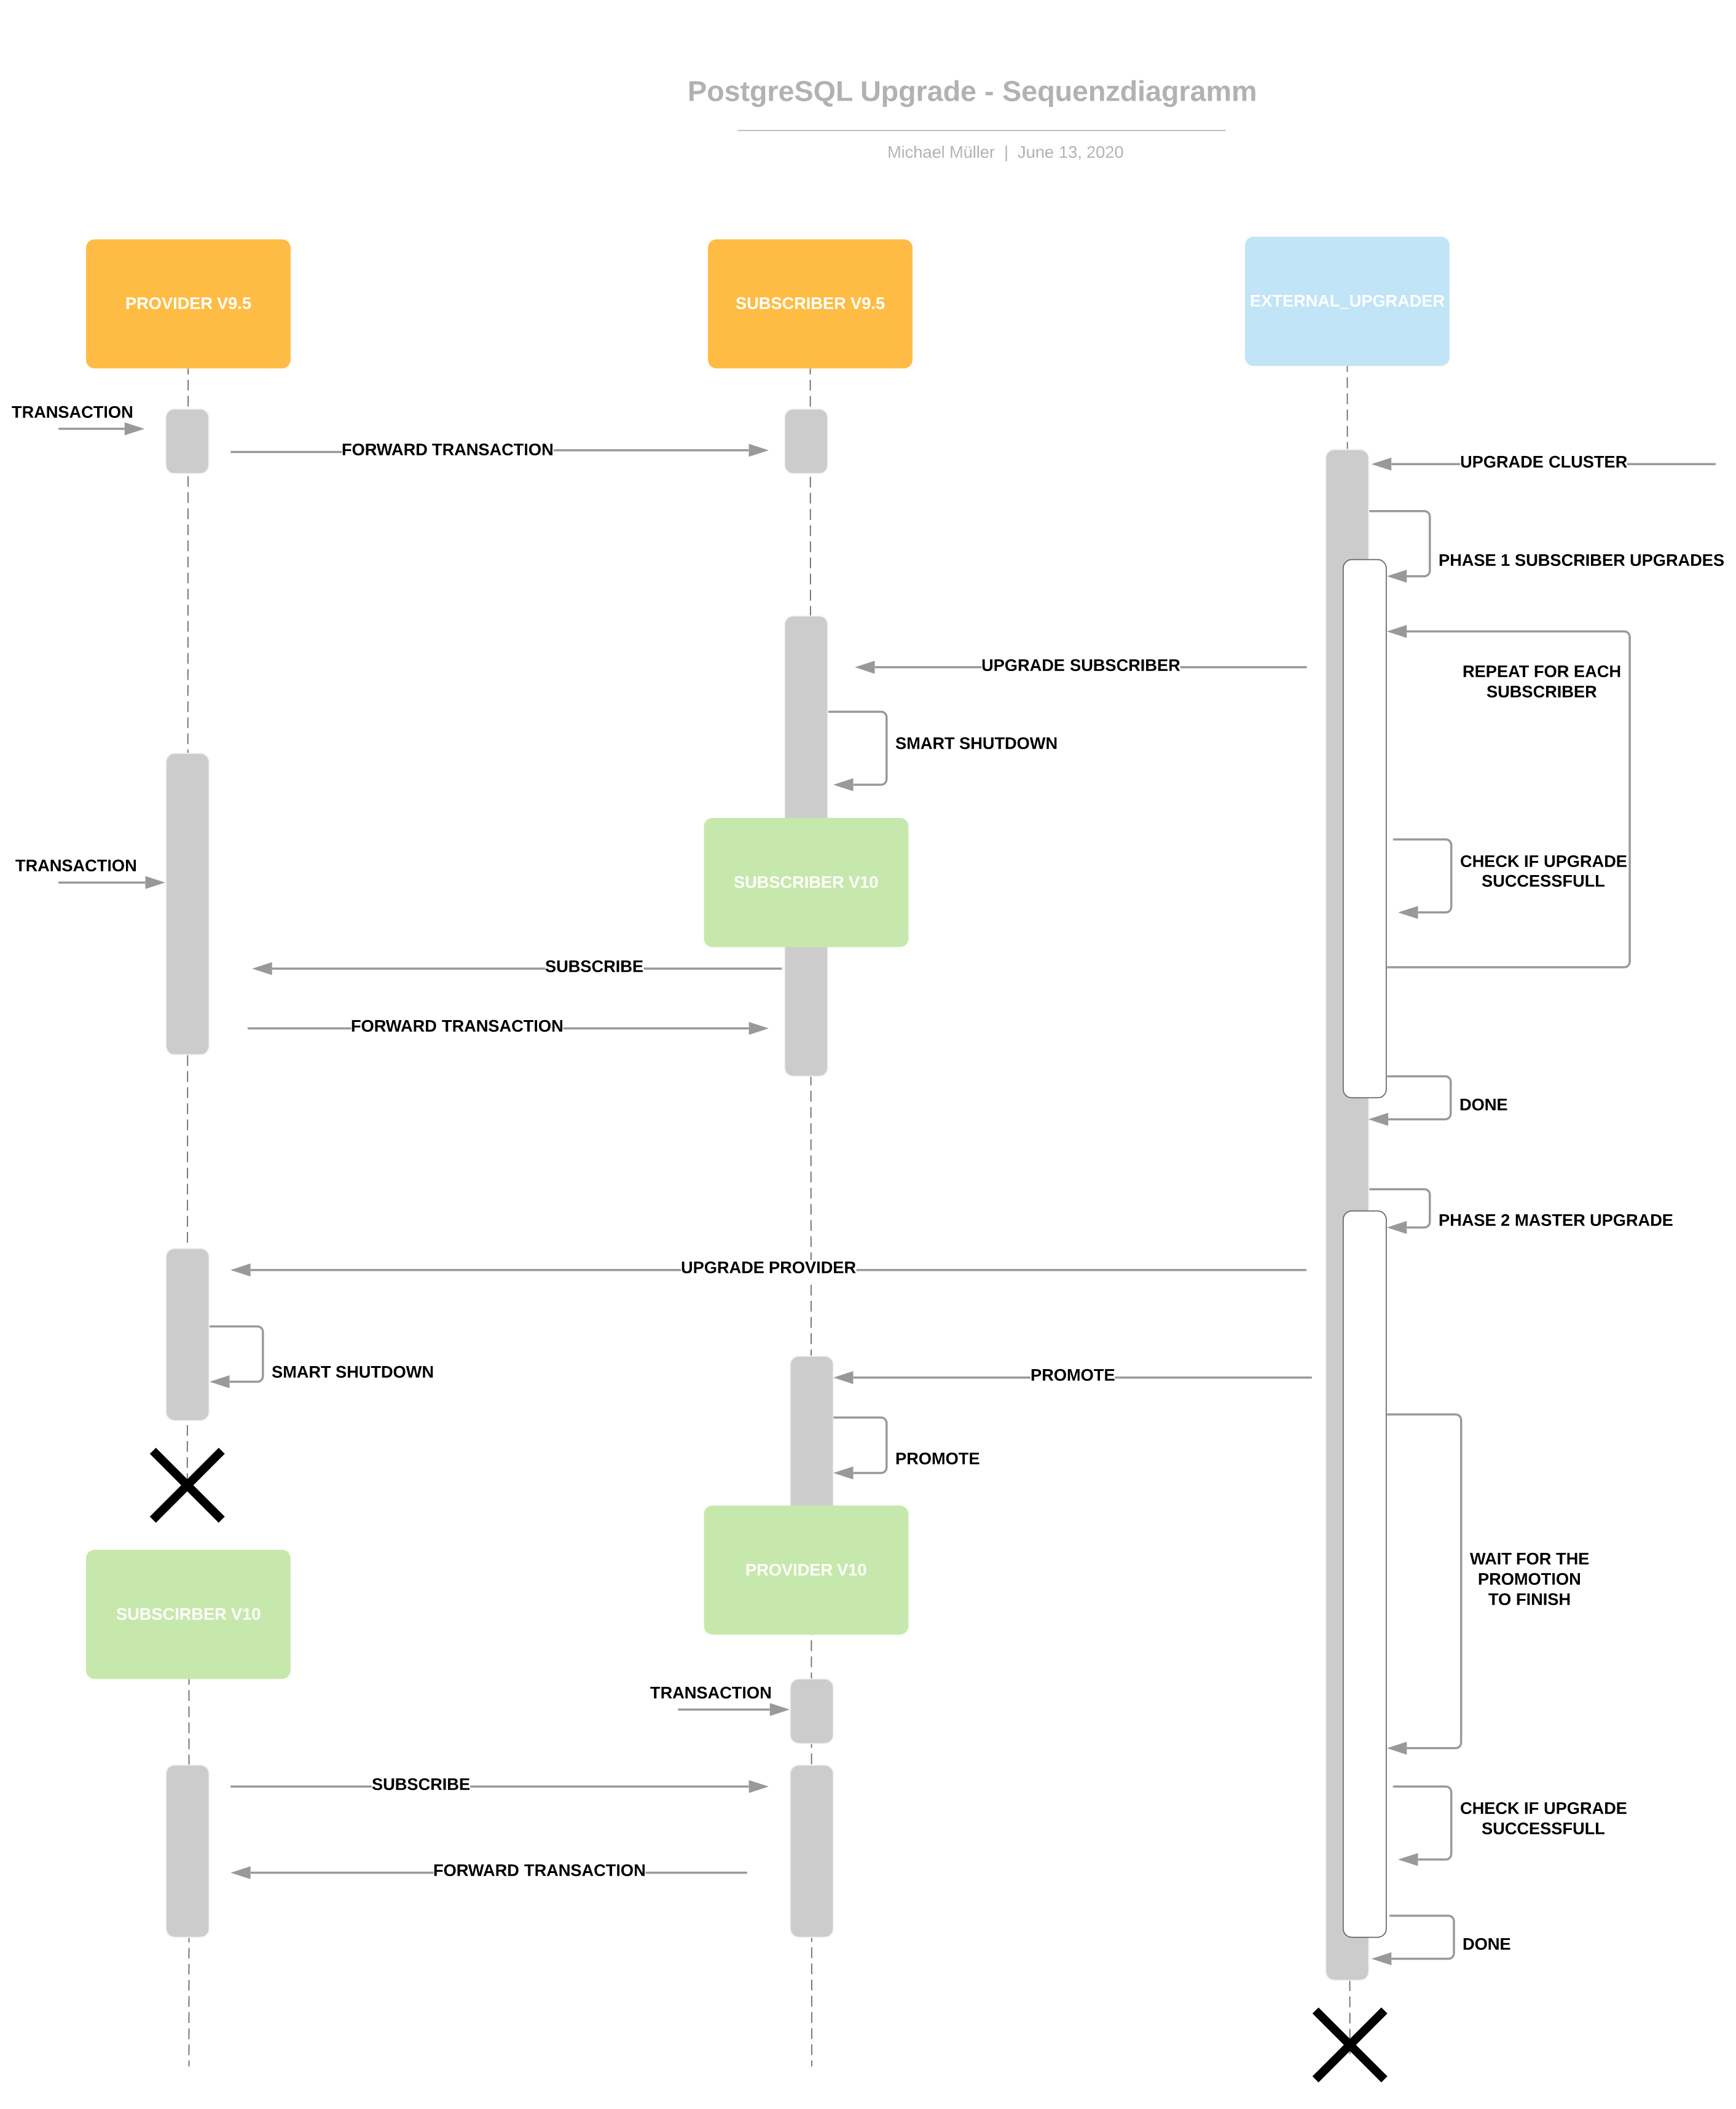 PostgreSQL Upgrade - Sequenzdiagramm
Michael Müller | June 13, 2020
PROVIDER V9.5
SUBSCRIBER V9.5
EXTERNAL_UPGRADER
TRANSACTION
FORWARD TRANSACTION
UPGRADE CLUSTER
PHASE 1 SUBSCRIBER UPGRADES
UPGRADE SUBSCRIBER
REPEAT FOR EACH
SUBSCRIBER
SMART SHUTDOWN
TRANSACTION
SUBSCRIBER V10
CHECK IF UPGRADE
SUCCESSFULL
SUBSCRIBE
FORWARD TRANSACTION
DONE
PHASE 2 MASTER UPGRADE
UPGRADE PROVIDER
SMART SHUTDOWN
PROMOTE
PROMOTE
WAIT FOR THE
PROMOTION
TO FINISH
PROVIDER V10
SUBSCIRBER V10
TRANSACTION
SUBSCRIBE
CHECK IF UPGRADE
SUCCESSFULL
FORWARD TRANSACTION
DONE